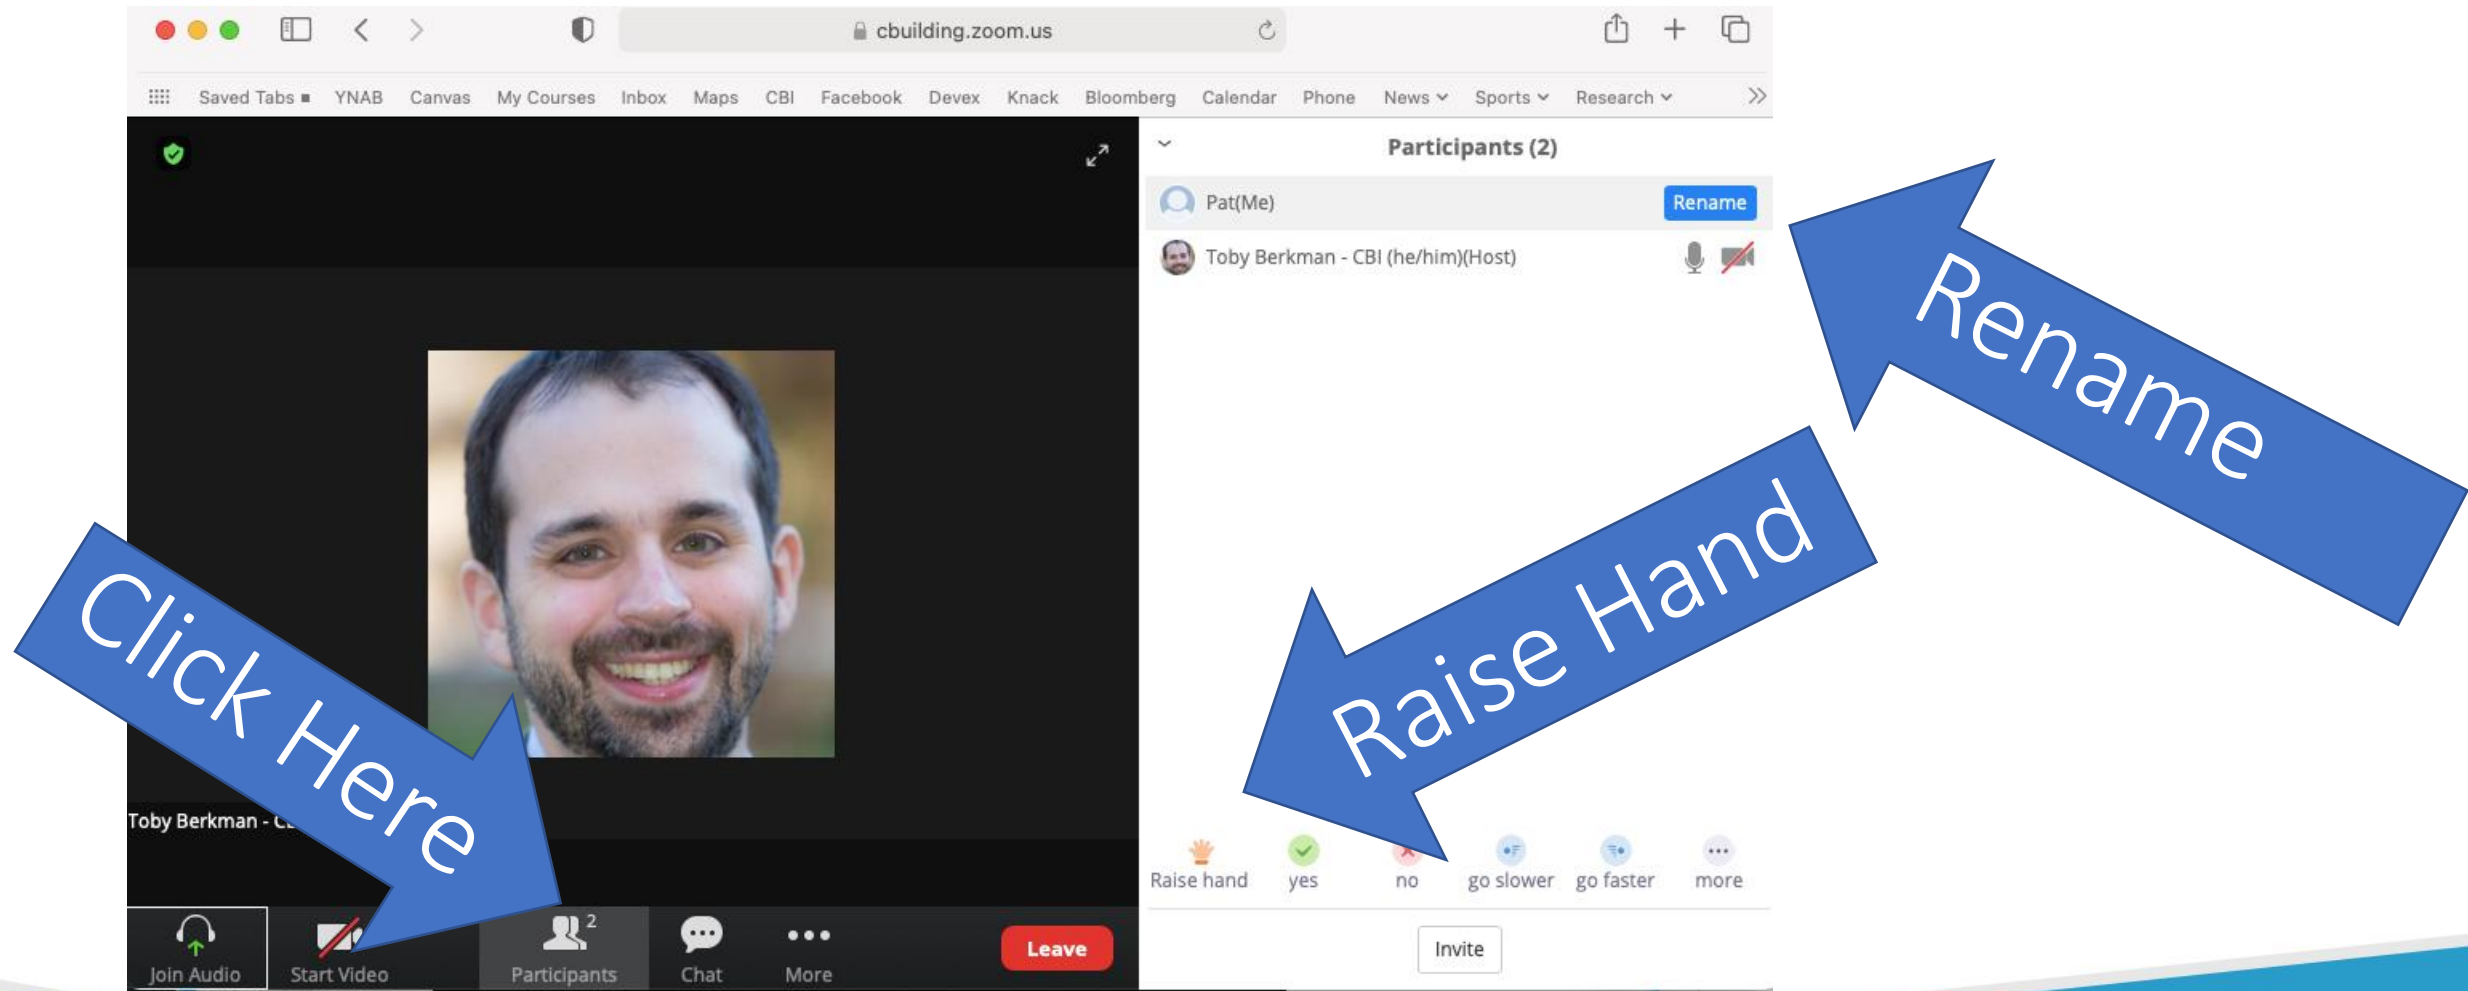 cbuilding.zoom.us
Saved Tabs YNAB Canvas My Courses Inbox Maps CBI Facebook Devex Knack Bloomberg Calendar Phone News Sports Research
Participants (2)
Pat(Me) Rename
Toby Berkman - CBI (he/him)(Host)
Rename
Raise Hand
Click Here
Toby Berkman -
Raise hand yes no go slower go faster more
2
Join Audio Start Video Participants Chat More Leave
Invite